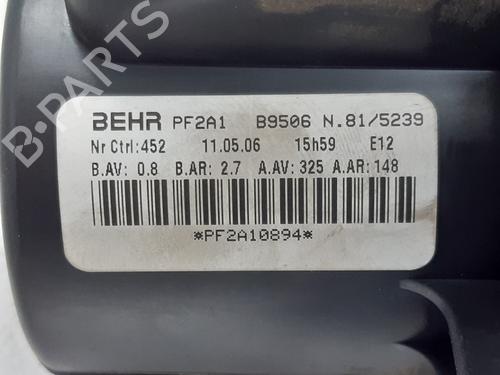 BEHR PF2A1 B9506 N.81/5239
Nr Ctrl:452 11.05.06 15h59 E12
B.AV: 0.8 B.AR: 2.7 A.AV: 325 A.AR: 148
*PF2A10894*
B-PARTS